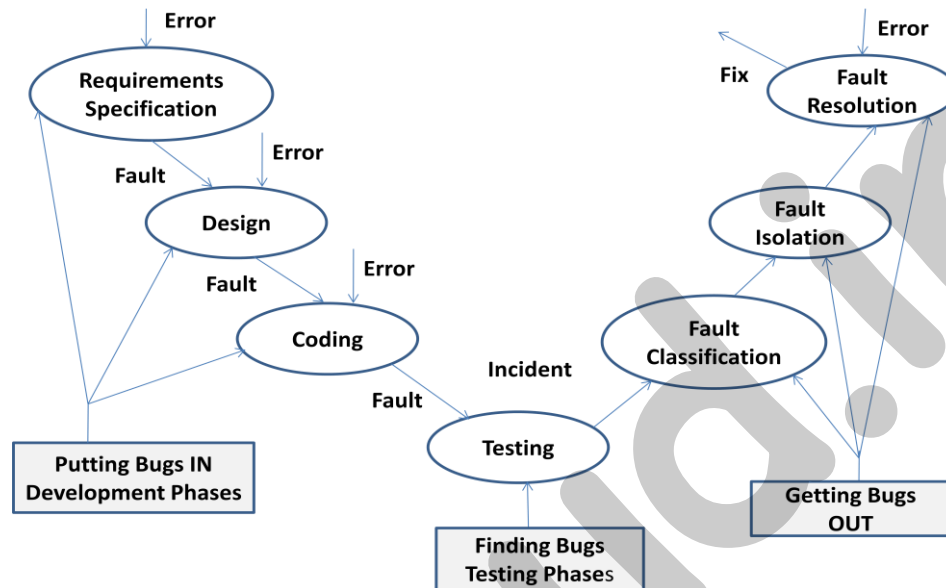 Error
Error
Requirements
Specification
Fix
Fault
Resolution
Error
Fault
Design
Fault
Isolation
Fault
Error
Coding
Fault
Classification
Incident
Fault
Testing
Putting Bugs IN
Development Phases
Getting Bugs
OUT
Finding Bugs
Testing Phases